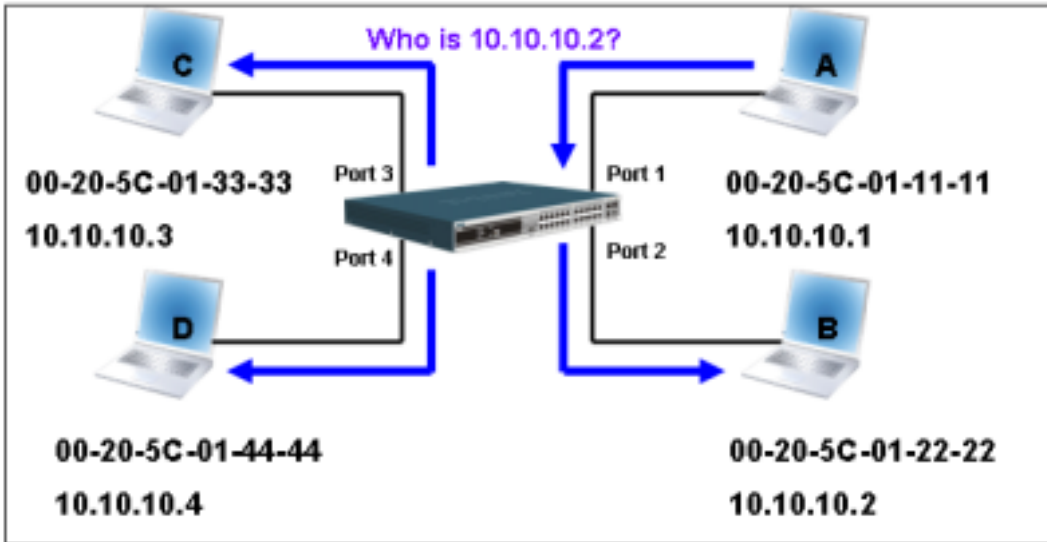 Who is 10.10.10.2?
C
A
Port 3
Port 1
00-20-5C-01-33-33
10.10.10.3
00-20-5C-01-11-11
10.10.10.1
Port 4
Port 2
D
B
00-20-5C-01-44-44
10.10.10.4
00-20-5C-01-22-22
10.10.10.2